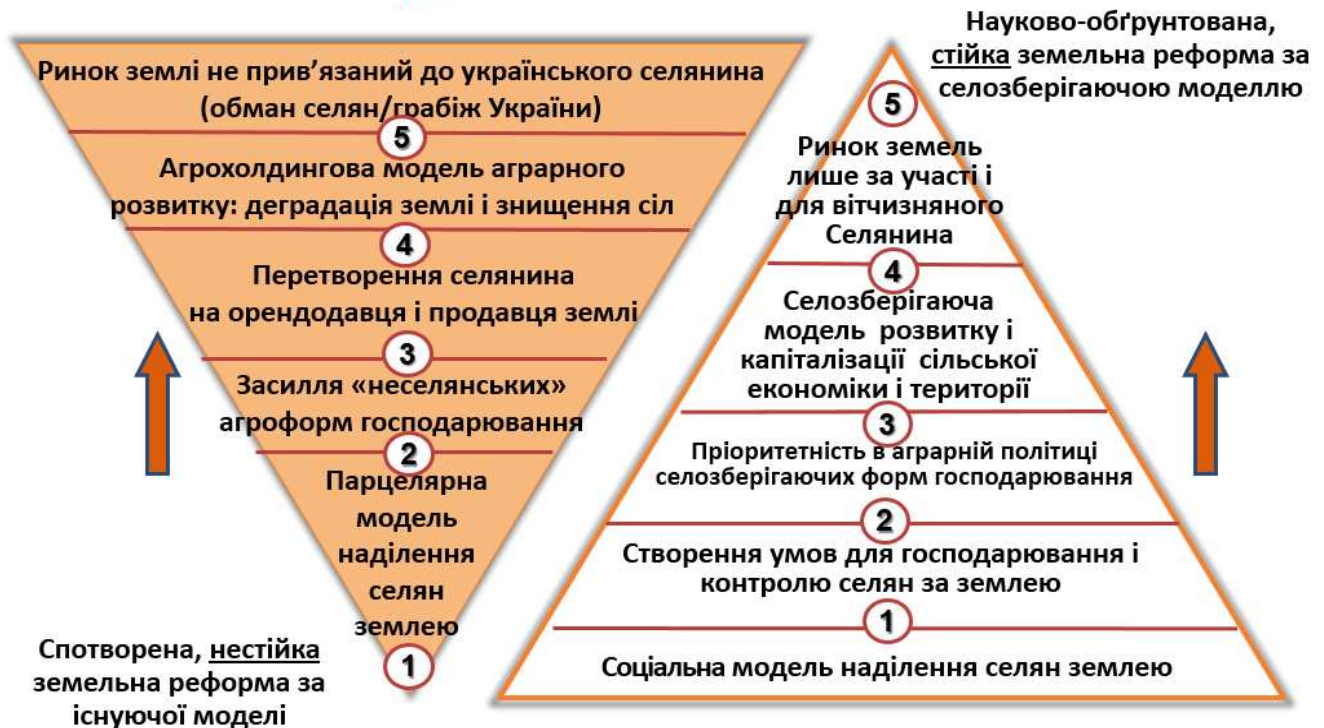 Ринок землі не прив’язаний до українського селянина
(обман селян/грабіж України)
5
Агрохолдингова модель аграрного
розвитку: деградація землі і знищення сіл
4
Перетворення селянина
на орендодавця і продавця землі
3
Засилля «неселянських»
агроформ господарювання
2
Парцелярна
модель
наділення
селян
землею
1
Спотворена, нестійка
земельна реформа за
існуючої моделі
Науково-обґрунтована,
стійка земельна реформа за
селозберігаючою моделлю
5
Ринок земель
лише за участі і
для вітчизняного
Селянина
4
Селозберігаюча
модель розвитку і
капіталізації сільської
економіки і території
3
Пріоритетність в аграрній політиці
селозберігаючих форм господарювання
2
Створення умов для господарювання і
контролю селян за землею
1
Соціальна модель наділення селян землею